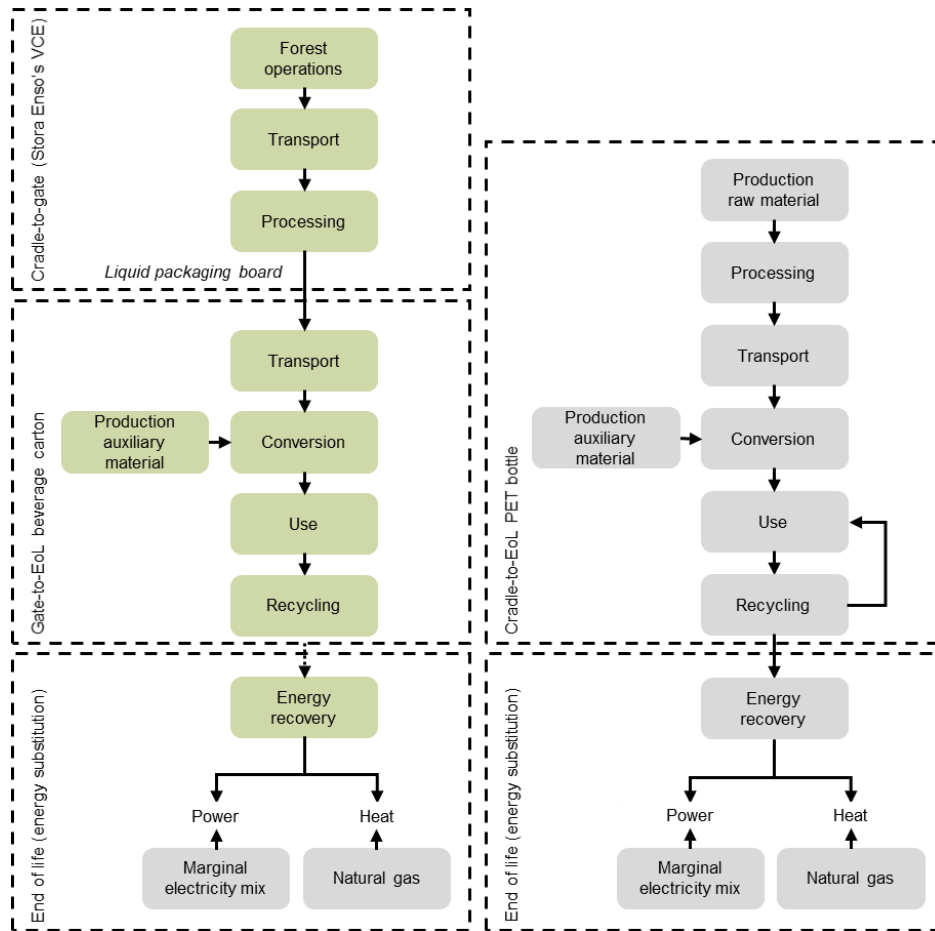 Cradle-to-gate (Stora Enso's VCE)
Forest
operations
Transport
Processing
Liquid packaging board
Gate-to-EoL beverage carton
Transport
Production
auxiliary
material
Conversion
Use
Recycling
End of life (energy substitution)
Energy
recovery
Power
Heat
Marginal
electricity mix
Natural gas
Cradle-to-EoL PET bottle
Production
raw material
Processing
Transport
Production
auxiliary
material
Conversion
Use
Recycling
End of life (energy substitution)
Energy
recovery
Power
Heat
Marginal
electricity mix
Natural gas